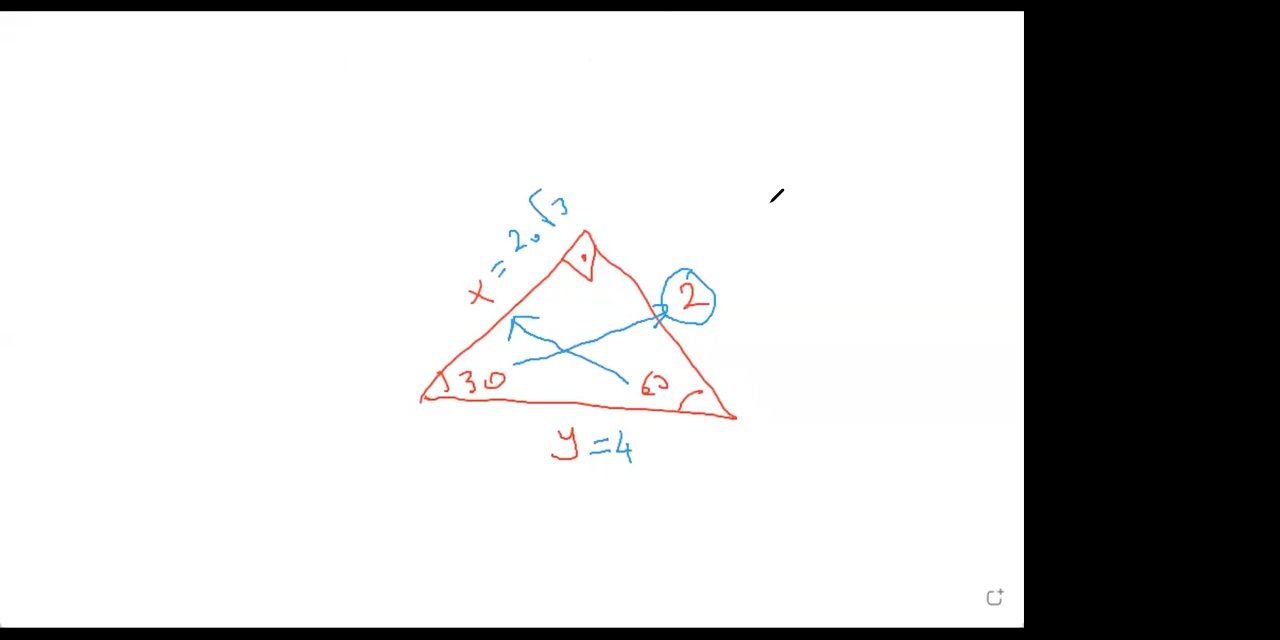 x = 2.√3
2
30
60
y = 4